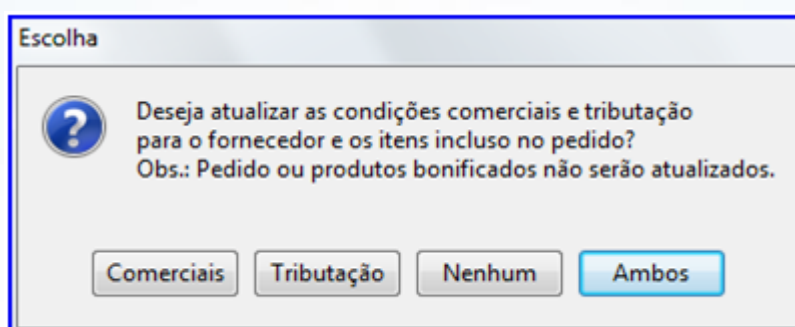 Escolha
Deseja atualizar as condições comerciais e tributação
para o fornecedor e os itens incluso no pedido?
Obs.: Pedido ou produtos bonificados não serão atualizados.
Comerciais Tributação Nenhum Ambos